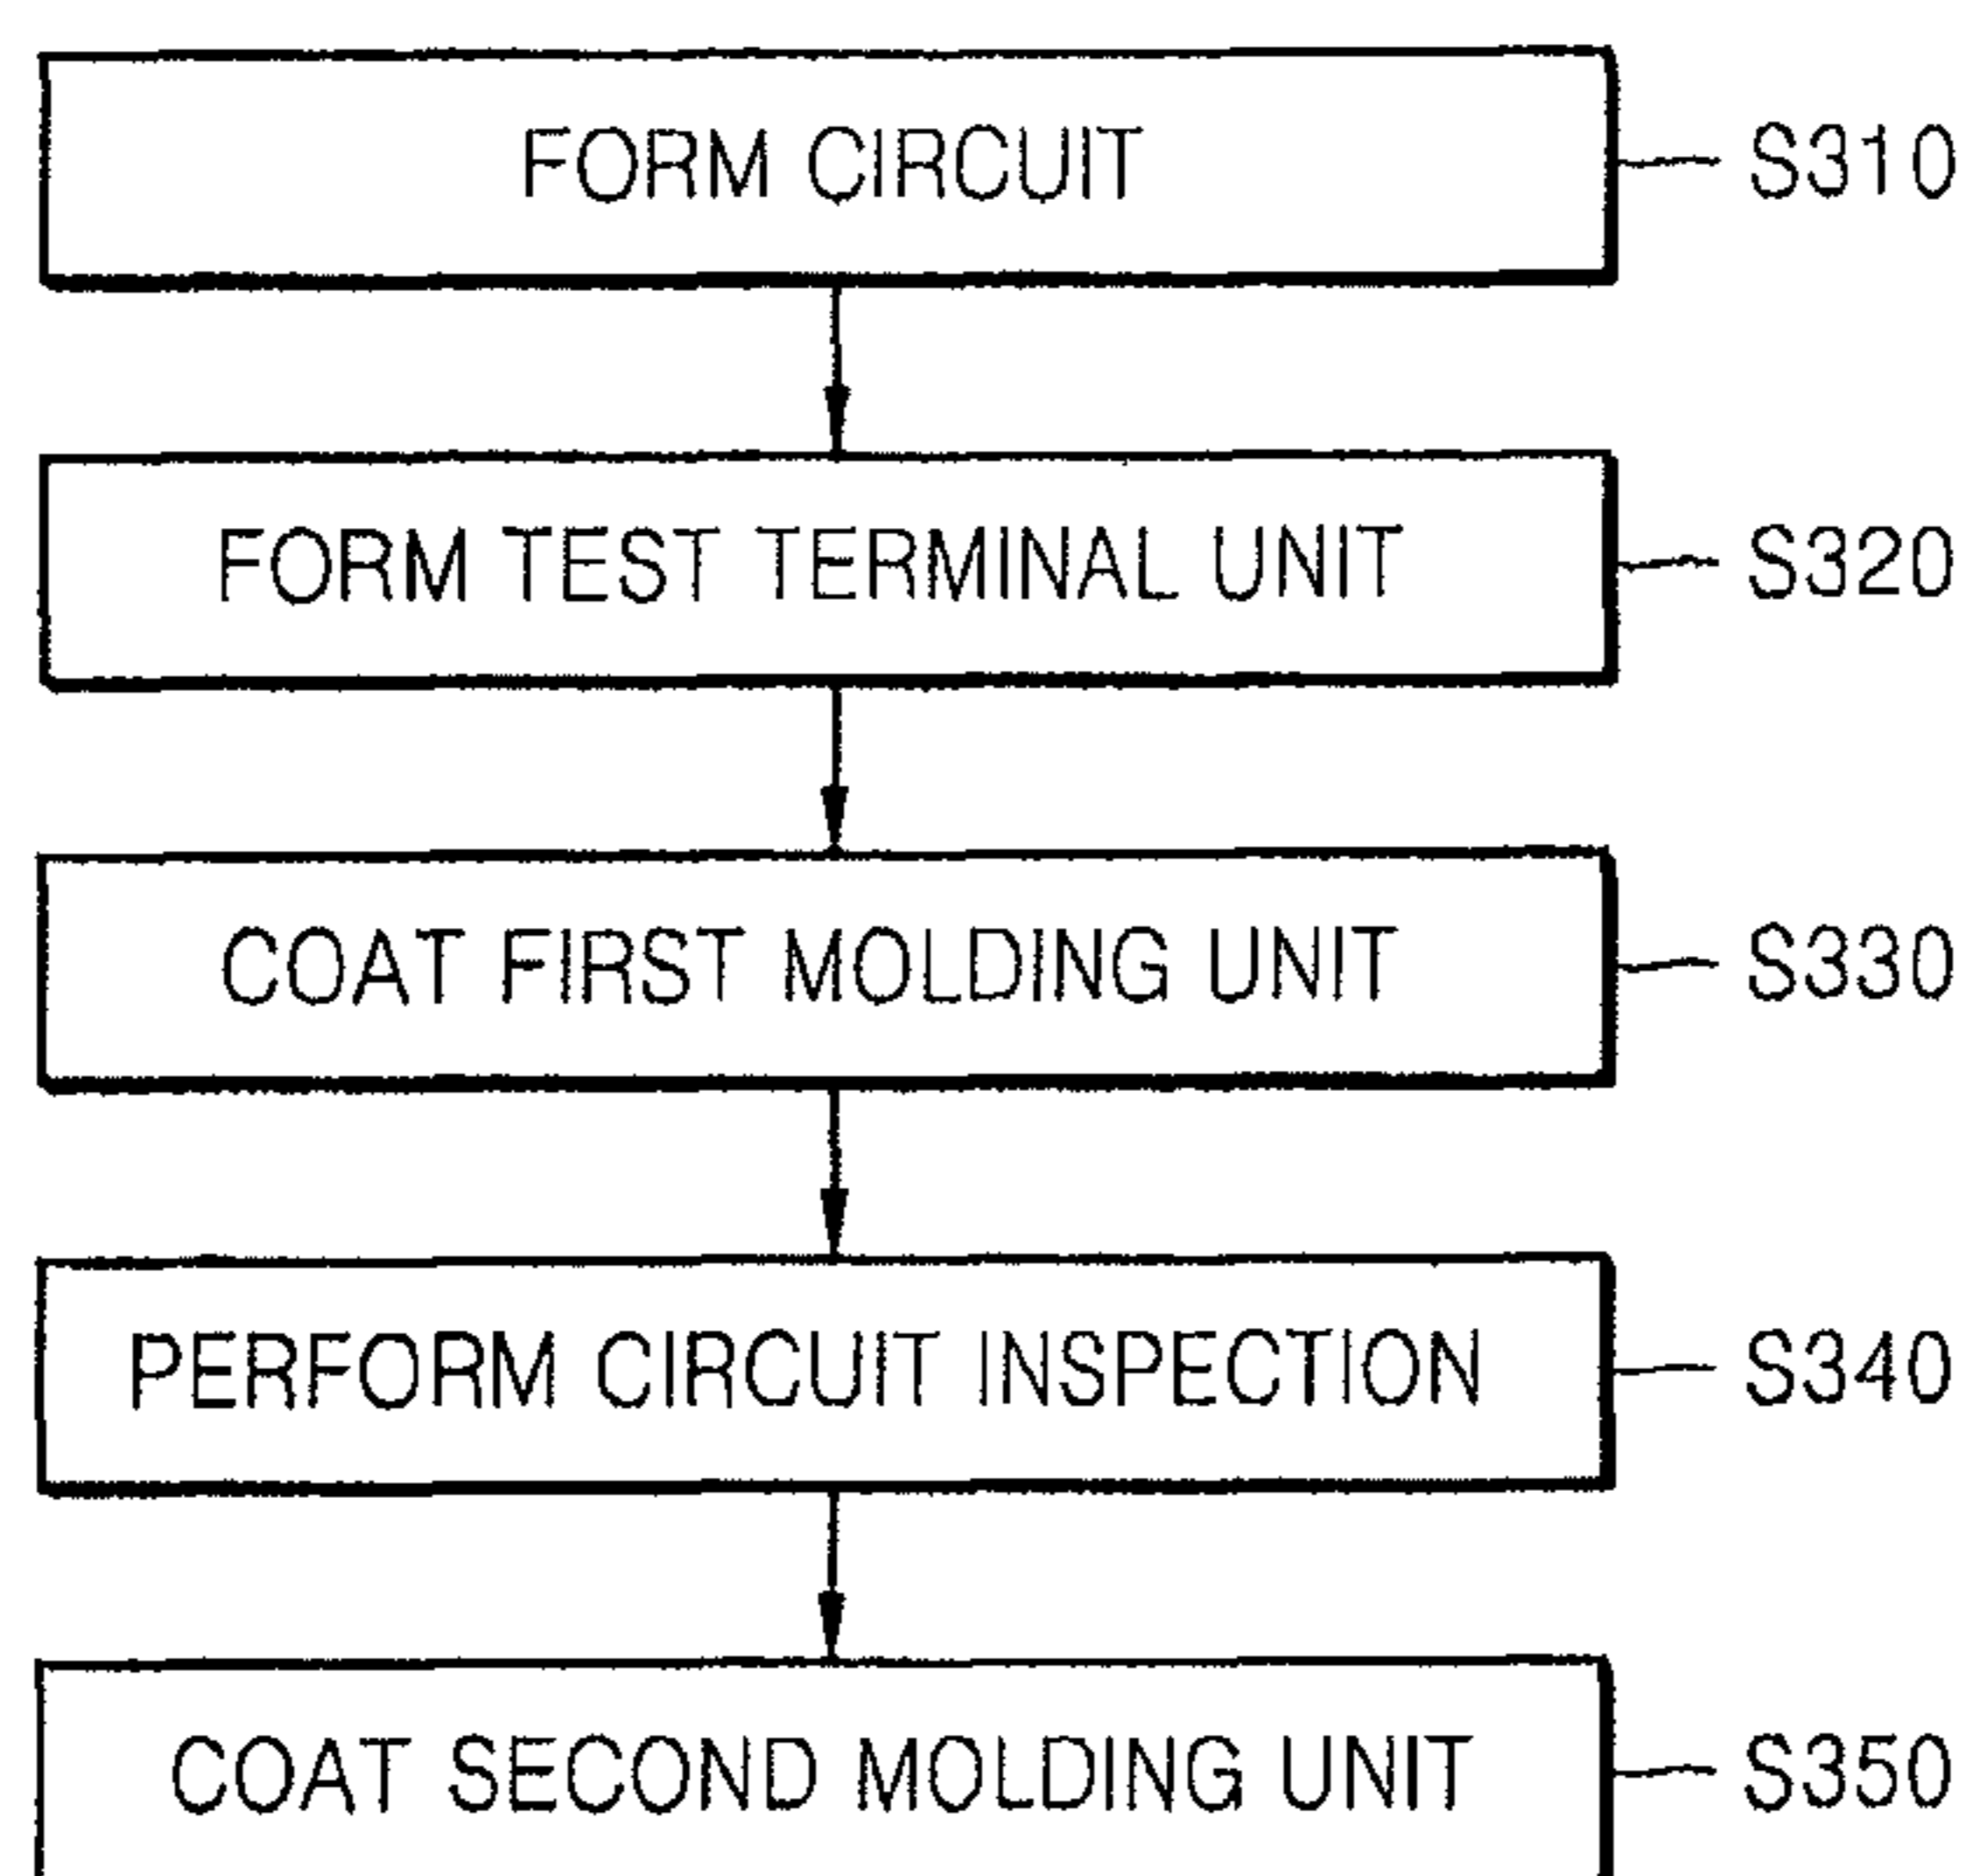 FORM CIRCUIT S310
FORM TEST TERMINAL UNIT S320
COAT FIRST MOLDING UNIT S330
PERFORM CIRCUIT INSPECTION S340
COAT SECOND MOLDING UNIT S350